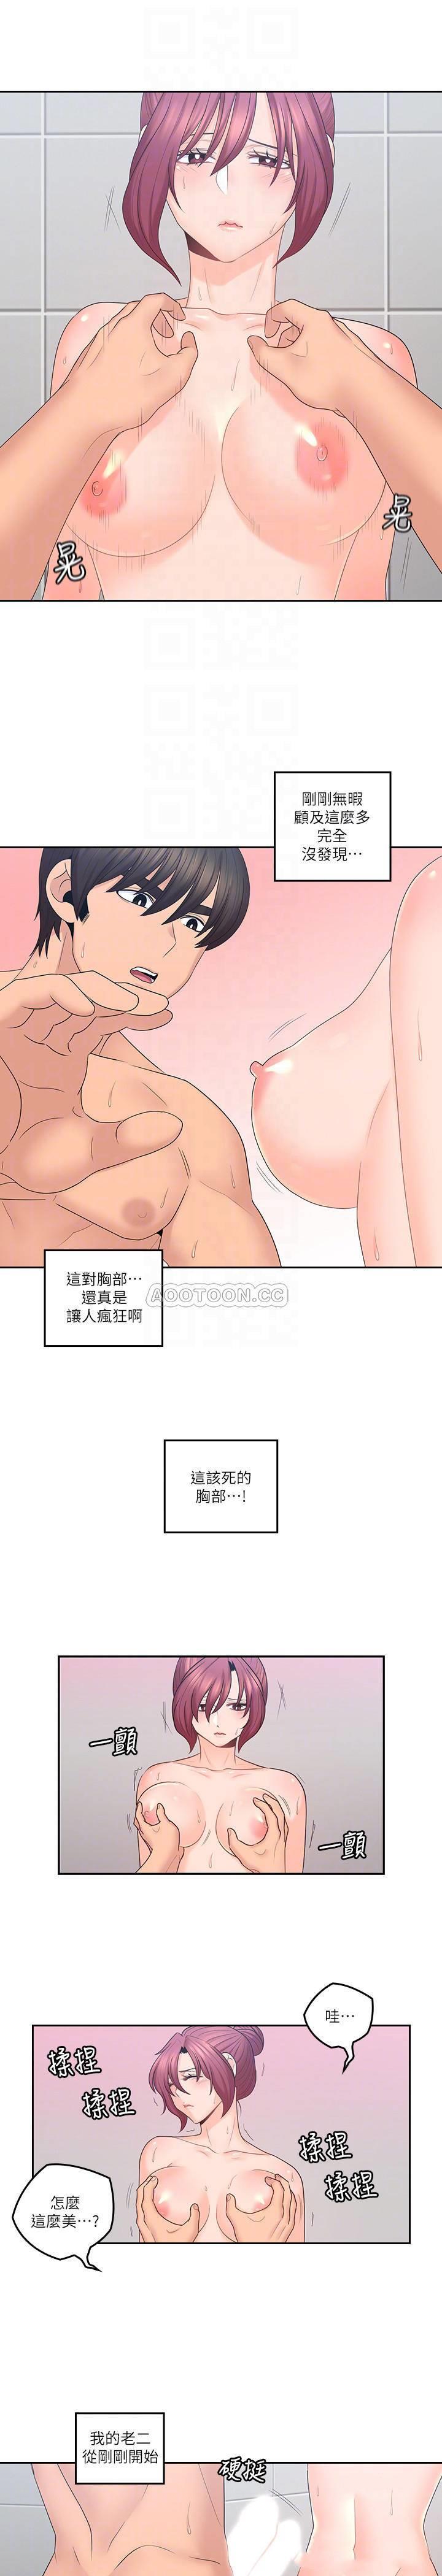 晃
晃
剛剛無暇
顧及這麼多
完全
沒發現…
這對胸部…
還真是
讓人瘋狂啊
AOOTOON.CC
這該死的
胸部…!
一顫
一顫
哇…
揉捏
揉捏
揉捏
揉捏
怎麼
這麼美…?
我的老二
從剛剛開始
硬挺